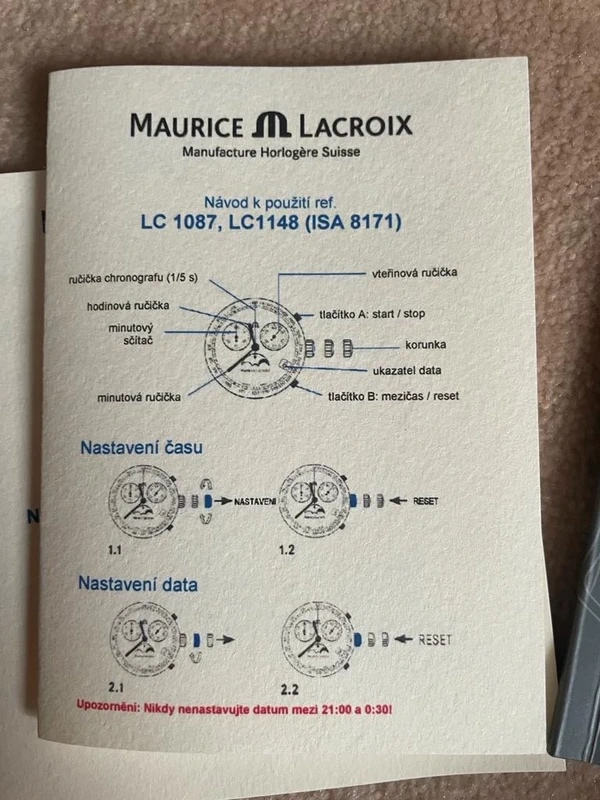 MAURICE LACROIX
Manufacture Horlogère Suisse
Návod k použití ref.
LC 1087, LC1148 (ISA 8171)
ručička chronografu (1/5 s)
vteřinová ručička
hodinová ručička
tlačítko A: start / stop
minutový
sčítač
korunka
ukazatel data
minutová ručička
tlačítko B: mezičas / reset
Nastavení času
NASTAVENI
RESET
1.1
1.2
Nastavení data
RESET
2.1
2.2
Upozornění: Nikdy nenastavujte datum mezi 21:00 a 0:30!
N